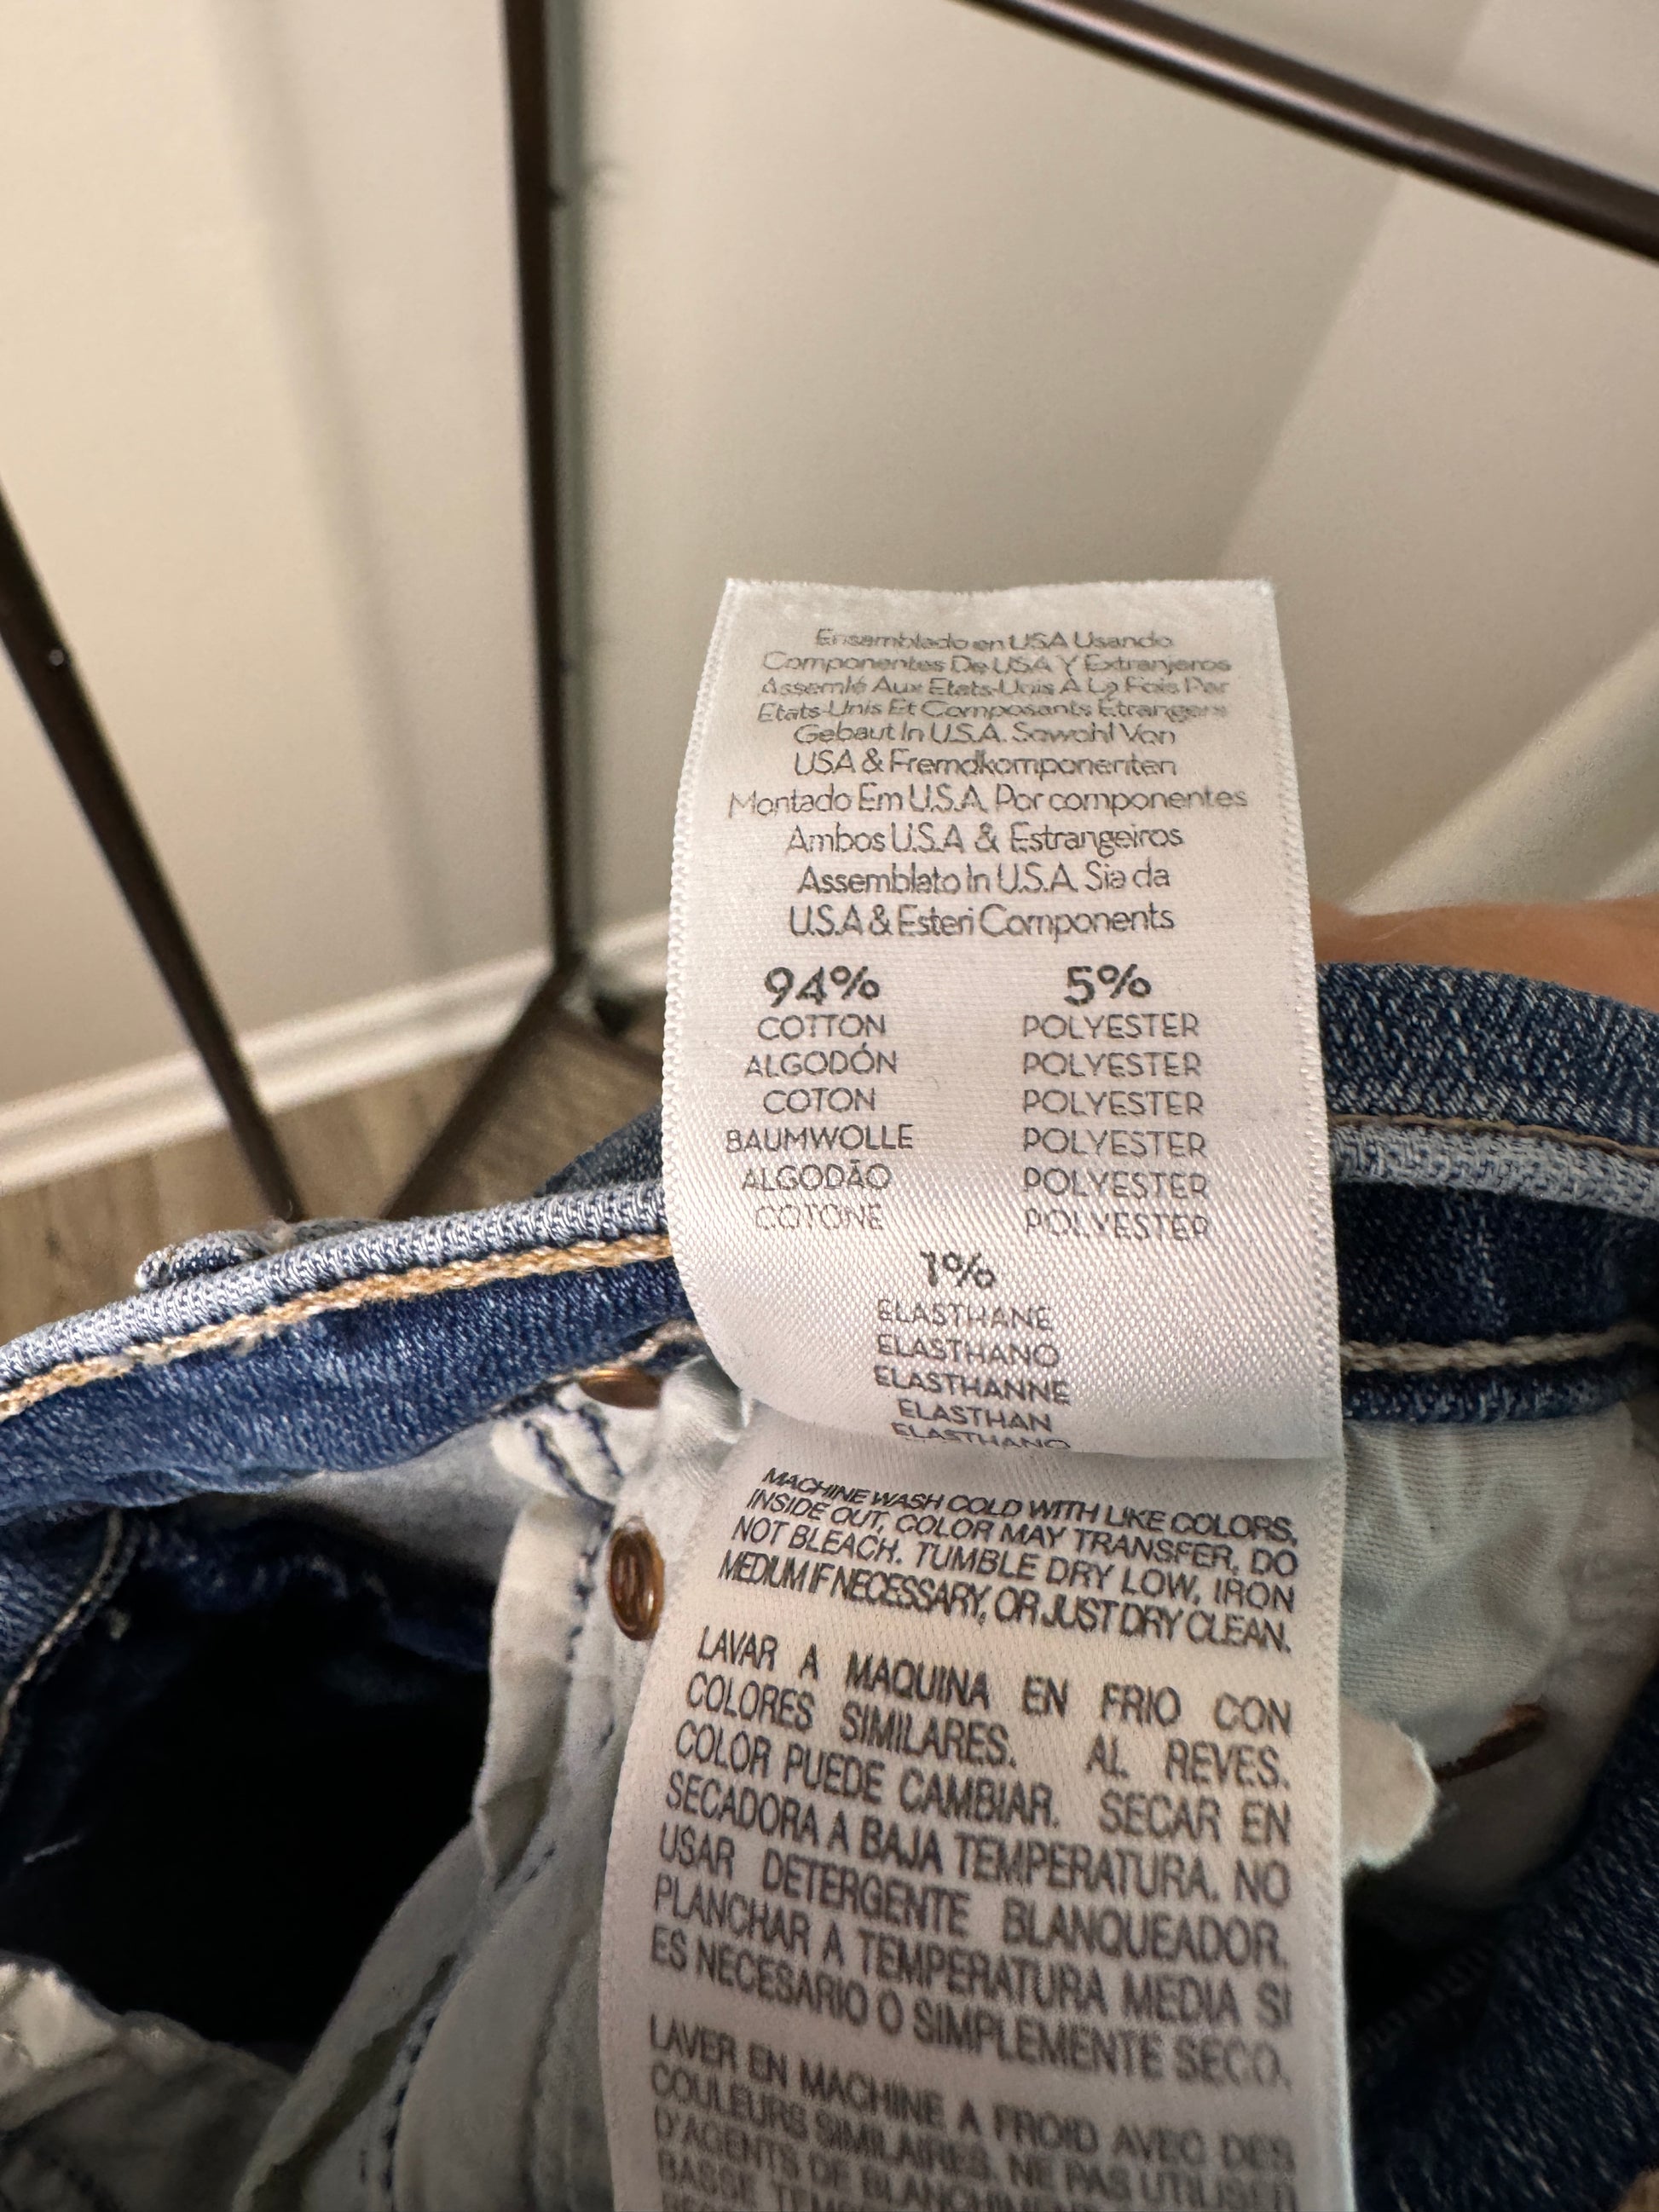 Ensamblado en USA Usando
Componentes De USA Y Extranjeros
Assemlé Aux Etats-Unis A La Fois Par
Etats-Unis Et Composants Etrangers
Gebaut In U.S.A. Sowohl Von
USA & Fremdkomponenten
Montado Em U.S.A. Por componentes
Ambos U.S.A & Estrangeiros
Assemblato In U.S.A. Sia da
U.S.A & Esteri Components
94% 5%
COTTON POLYESTER
ALGODÓN POLYESTER
COTON POLYESTER
BAUMWOLLE POLYESTER
ALGODÃO POLYESTER
COTONE POLYESTER
1%
ELASTHANE
ELASTHANO
ELASTHANNE
ELASTHAN
ELASTHANO
MACHINE WASH COLD WITH LIKE COLORS,
INSIDE OUT, COLOR MAY TRANSFER, DO
NOT BLEACH. TUMBLE DRY LOW, IRON
MEDIUM IF NECESSARY, OR JUST DRY CLEAN.
LAVAR A MAQUINA EN FRIO CON
COLORES SIMILARES. AL REVES.
COLOR PUEDE CAMBIAR. SECAR EN
SECADORA A BAJA TEMPERATURA. NO
USAR DETERGENTE BLANQUEADOR.
PLANCHAR A TEMPERATURA MEDIA SI
ES NECESARIO O SIMPLEMENTE SECO.
LAVER EN MACHINE A FROID AVEC DES
COULEURS SIMILAIRES. NE PAS UTILISER
D'AGENTS DE BLANCHIMENT
BASSE